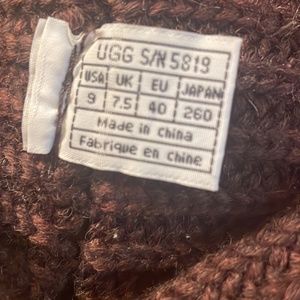 UGG S/N 5819
USA UK EU JAPAN
9 7.5 40 260
Made in china
Fabrique en Chine